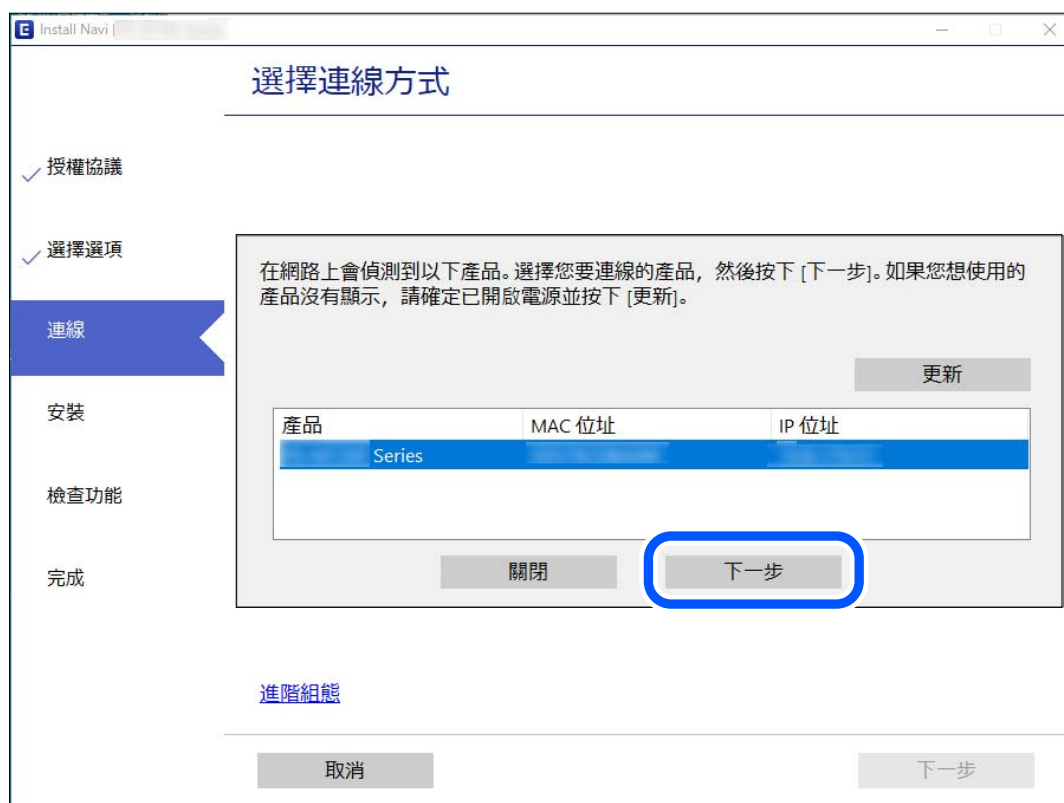 E Install Navi [
選擇連線方式
授權協議
選擇選項
連線
安裝
檢查功能
完成
在網路上會偵測到以下產品。選擇您要連線的產品，然後按下 [下一步]。如果您想使用的
產品沒有顯示，請確定已開啟電源並按下 [更新]。
更新
產品 MAC 位址 IP 位址
Series
關閉 下一步
進階組態
取消 下一步